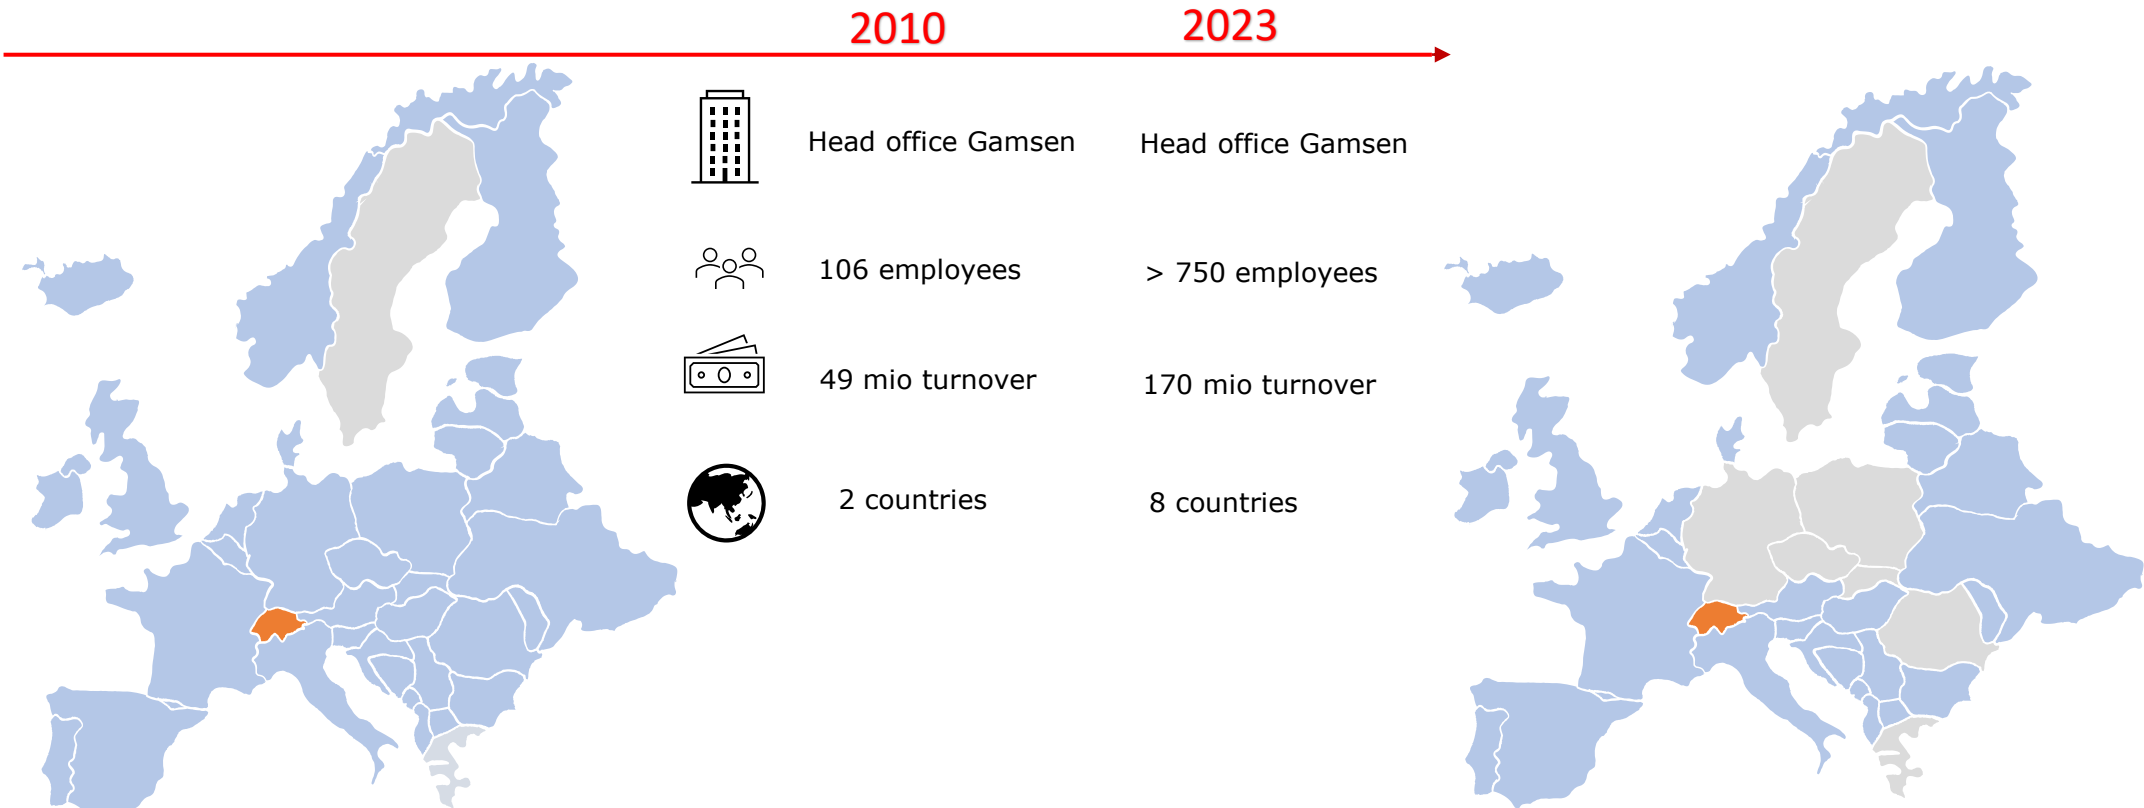 2010
2023
Head office Gamsen
Head office Gamsen
106 employees
> 750 employees
49 mio turnover
170 mio turnover
2 countries
8 countries